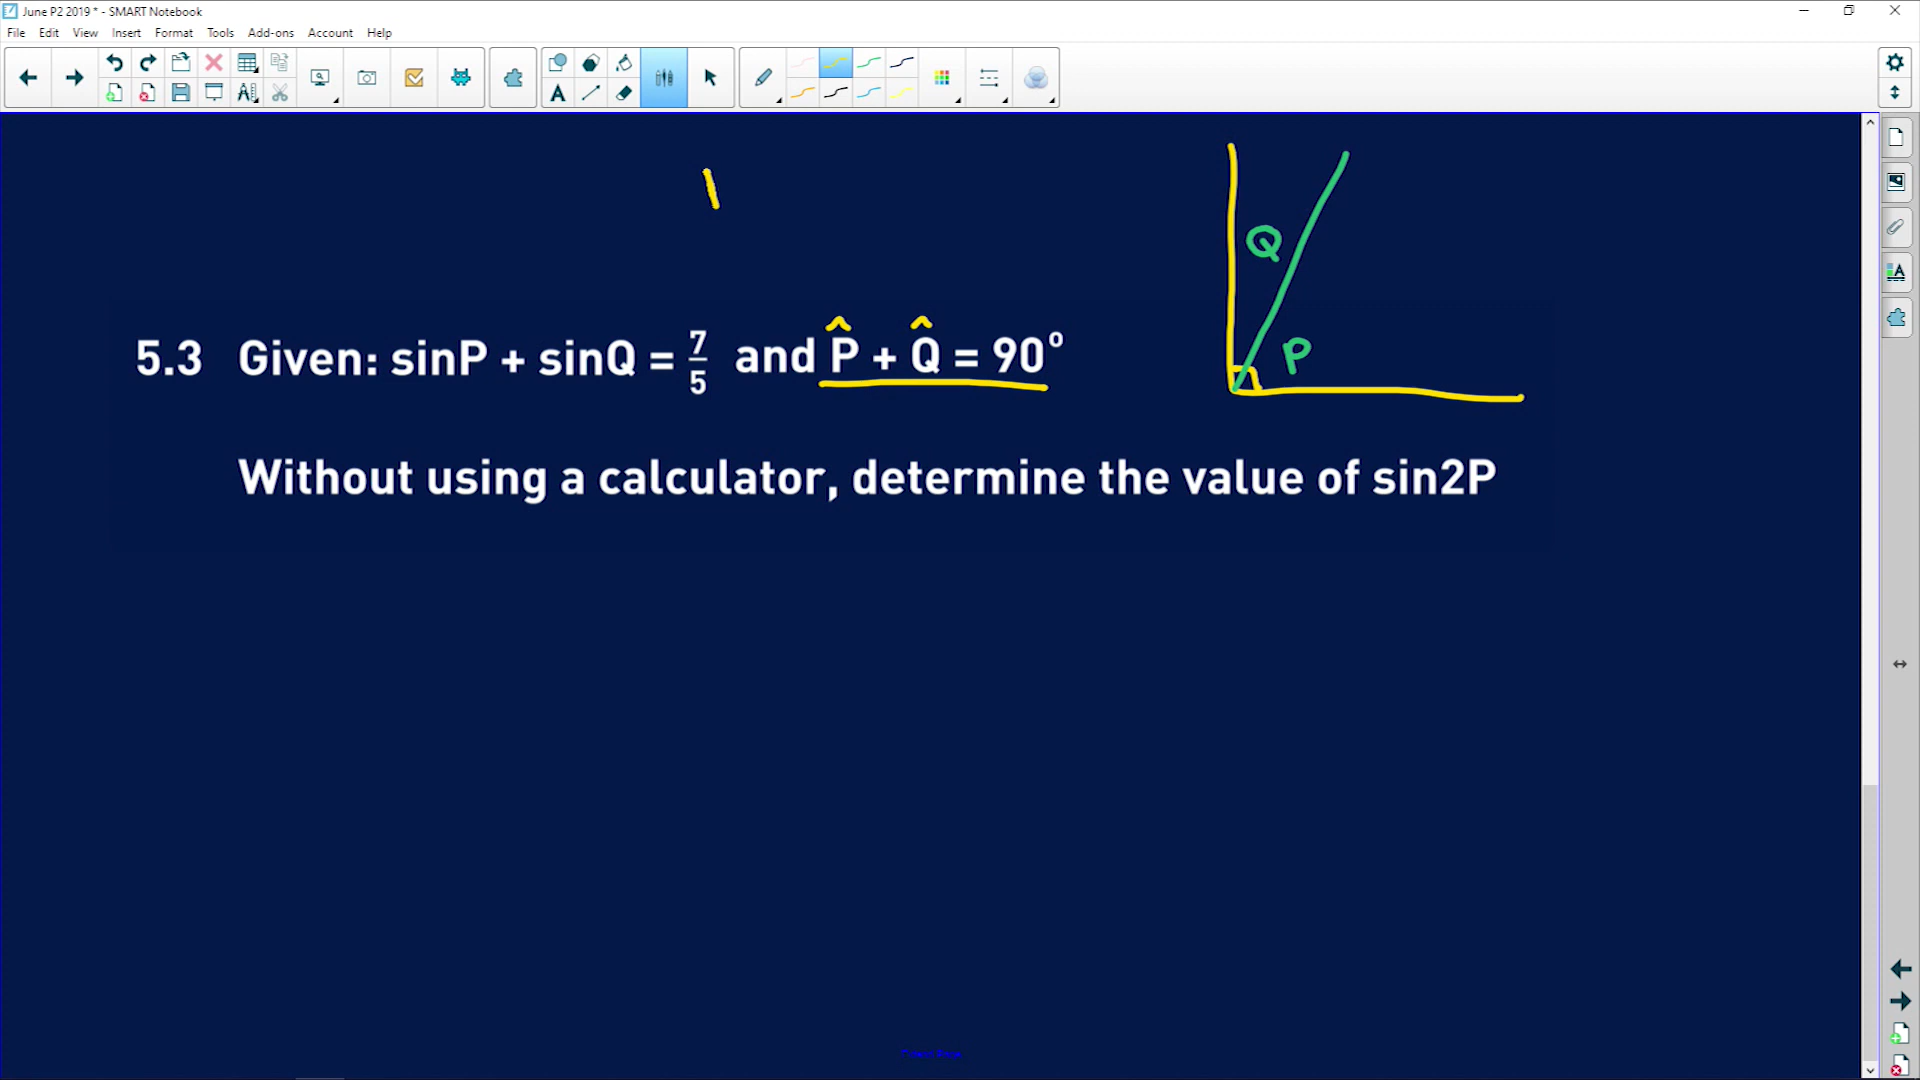 June P2 2019 * - SMART Notebook
File Edit View Insert Format Tools Add-ons Account Help
Q
P
5.3 Given: sinP + sinQ = 7/5 and P̂ + Q̂ = 90°
Without using a calculator, determine the value of sin2P